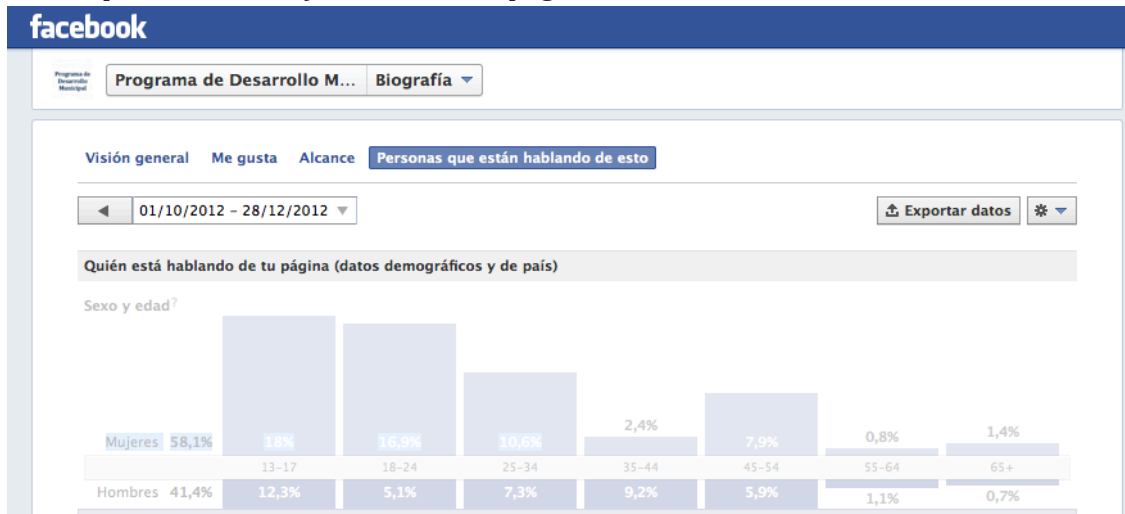 facebook
Programa de Desarrollo Municipal
Programa de Desarrollo M... Biografía
Visión general Me gusta Alcance Personas que están hablando de esto
01/10/2012 – 28/12/2012 Exportar datos
Quién está hablando de tu página (datos demográficos y de país)
Sexo y edad?
Mujeres 58,1% 18% 16,9% 10,6% 2,4% 7,9% 0,8% 1,4%
13-17 18-24 25-34 35-44 45-54 55-64 65+
Hombres 41,4% 12,3% 5,1% 7,3% 9,2% 5,9% 1,1% 0,7%